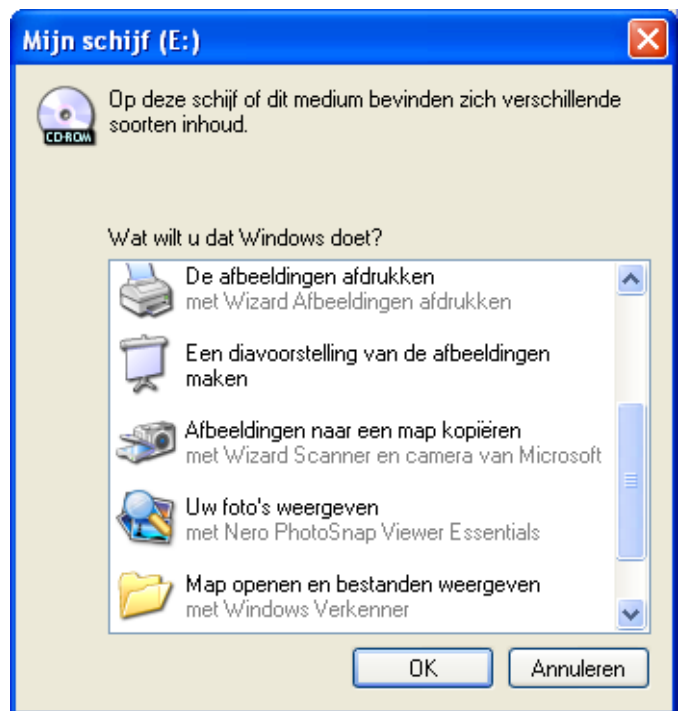 Mijn schijf (E:)
Op deze schijf of dit medium bevinden zich verschillende
soorten inhoud.
CD-ROM
Wat wilt u dat Windows doet?
De afbeeldingen afdrukken
met Wizard Afbeeldingen afdrukken
Een diavoorstelling van de afbeeldingen
maken
Afbeeldingen naar een map kopiëren
met Wizard Scanner en camera van Microsoft
Uw foto's weergeven
met Nero PhotoSnap Viewer Essentials
Map openen en bestanden weergeven
met Windows Verkenner
OK
Annuleren